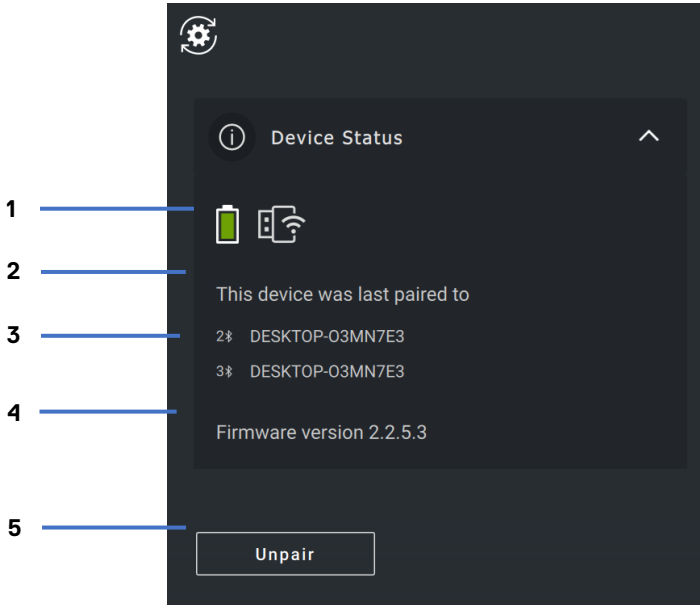 Device Status
1
2
This device was last paired to
3
2 DESKTOP-O3MN7E3
3 DESKTOP-O3MN7E3
4
Firmware version 2.2.5.3
5
Unpair